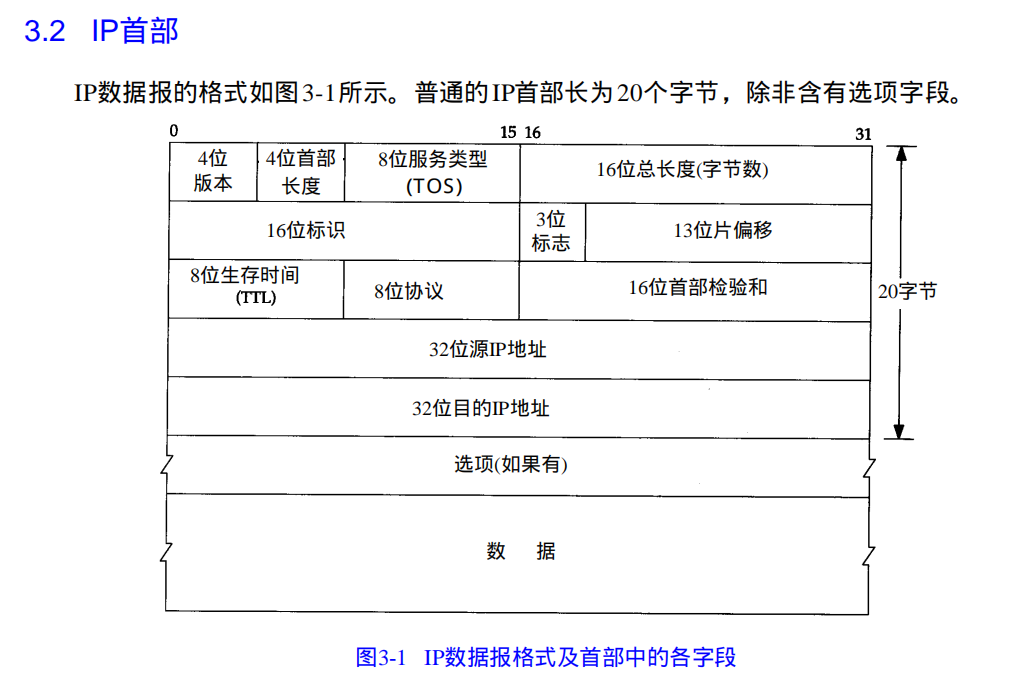 3.2 IP首部
IP数据报的格式如图3-1所示。普通的IP首部长为20个字节，除非含有选项字段。
0 15 16 31
4位
版本
4位首部
长度
8位服务类型
(TOS)
16位总长度(字节数)
16位标识
3位
标志
13位片偏移
8位生存时间
(TTL)
8位协议
16位首部检验和
20字节
32位源IP地址
32位目的IP地址
选项(如果有)
数 据
图3-1 IP数据报格式及首部中的各字段